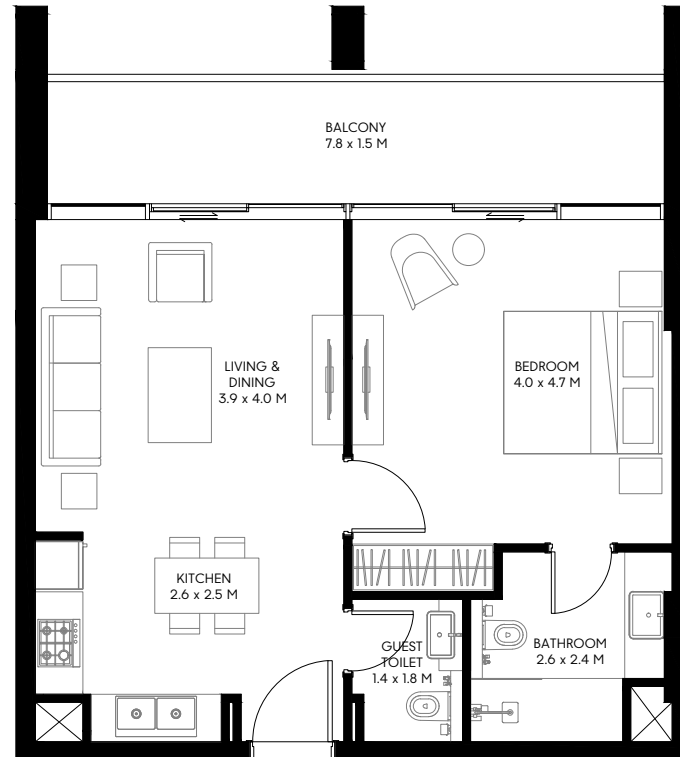 BALCONY
7.8 x 1.5 M
LIVING &
DINING
3.9 x 4.0 M
BEDROOM
4.0 x 4.7 M
KITCHEN
2.6 x 2.5 M
GUEST
TOILET
1.4 x 1.8 M
BATHROOM
2.6 x 2.4 M